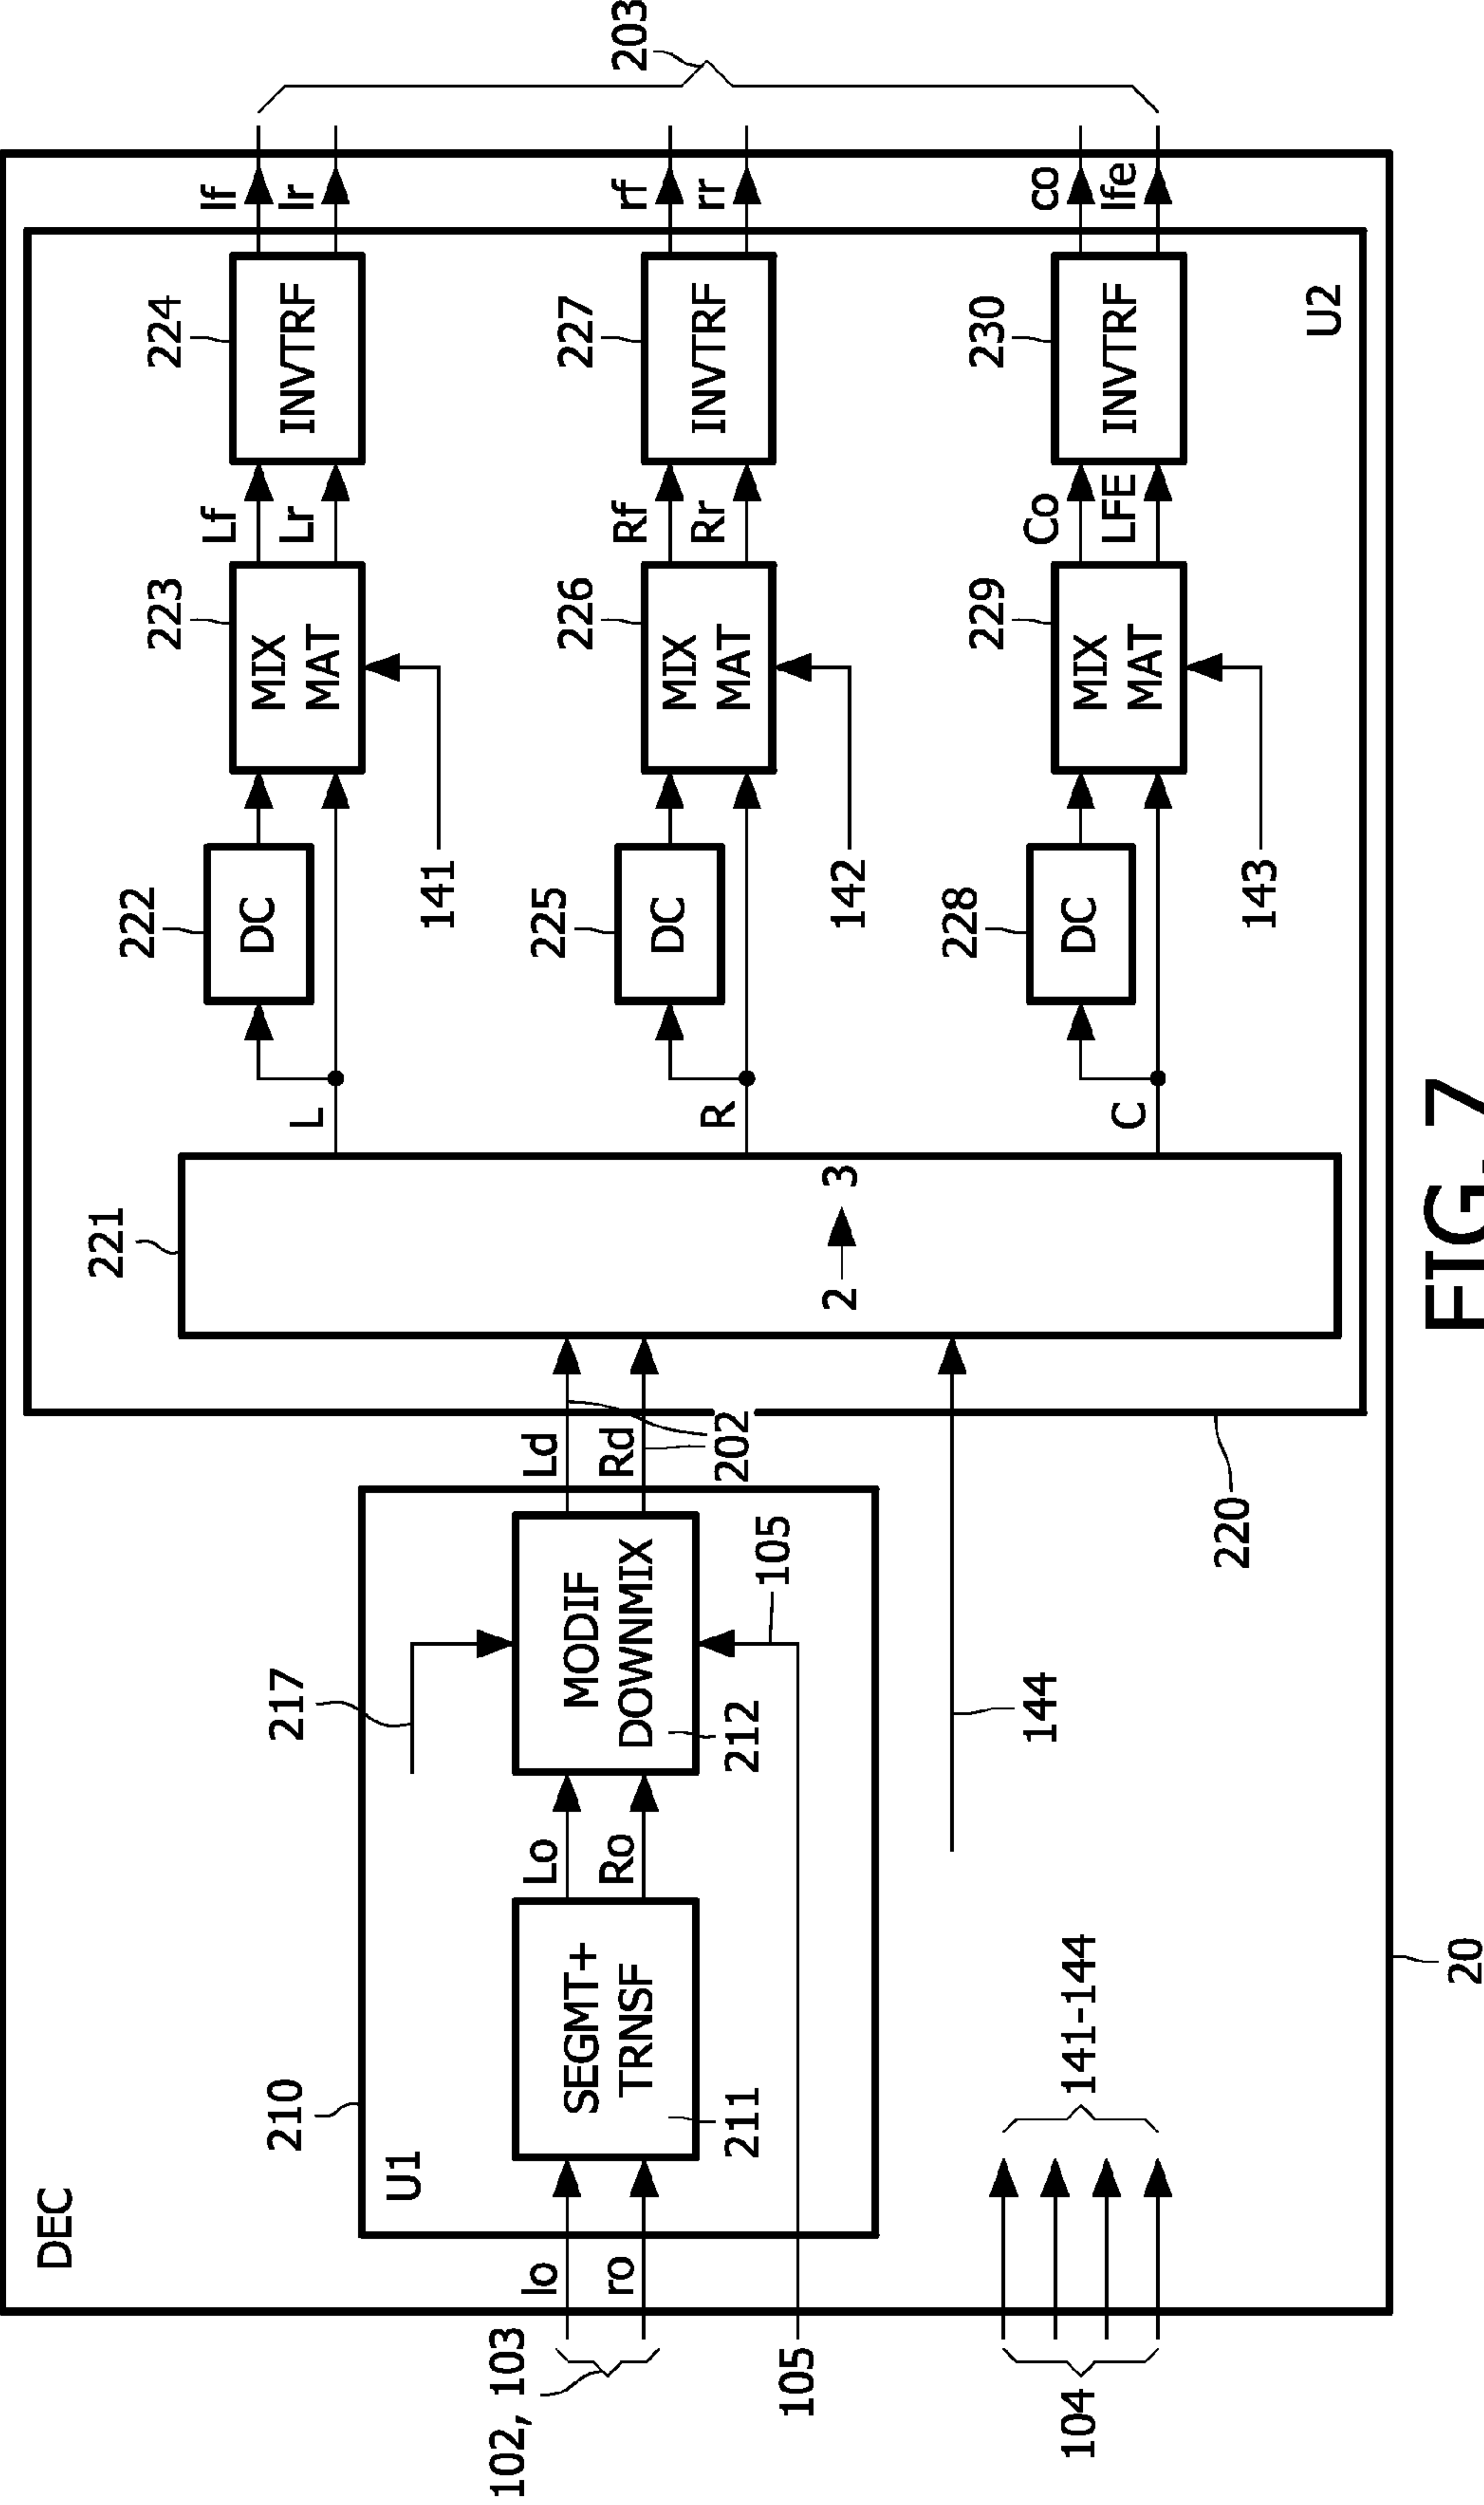 DEC
102, 103
lo
ro
105
104
141-144
210
U1
SEGMT+
TRNSF
211
Lo
Ro
217
MODIF
DOWNMIX
212
105
Ld
Rd
202
144
220
20
221
2
3
L
R
C
222
DC
141
225
DC
142
228
DC
143
223
MIX
MAT
226
MIX
MAT
229
MIX
MAT
Lf
Lr
Rf
Rr
Co
LFE
224
INVTRF
227
INVTRF
230
INVTRF
U2
lf
lr
rf
rr
co
lfe
203
FIG. 7